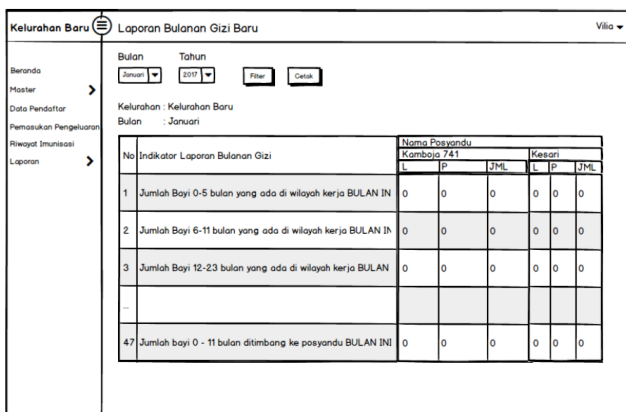 Kelurahan Baru
Laporan Bulanan Gizi Baru
Vilia
Beranda
Master
Data Pendaftar
Pemasukan Pengeluaran
Riwayat Imunisasi
Laporan
Bulan Tahun
Januari 2017 Filter Cetak
Kelurahan : Kelurahan Baru
Bulan : Januari
No Indikator Laporan Bulanan Gizi
Nama Posyandu
Kamboja 741 Kesari
L P JML L P JML
1 Jumlah Bayi 0-5 bulan yang ada di wilayah kerja BULAN IN 0 0 0 0 0 0
2 Jumlah Bayi 6-11 bulan yang ada di wilayah kerja BULAN IN 0 0 0 0 0 0
3 Jumlah Bayi 12-23 bulan yang ada di wilayah kerja BULAN 0 0 0 0 0 0
...
47 Jumlah bayi 0 - 11 bulan ditimbang ke posyandu BULAN INI 0 0 0 0 0 0